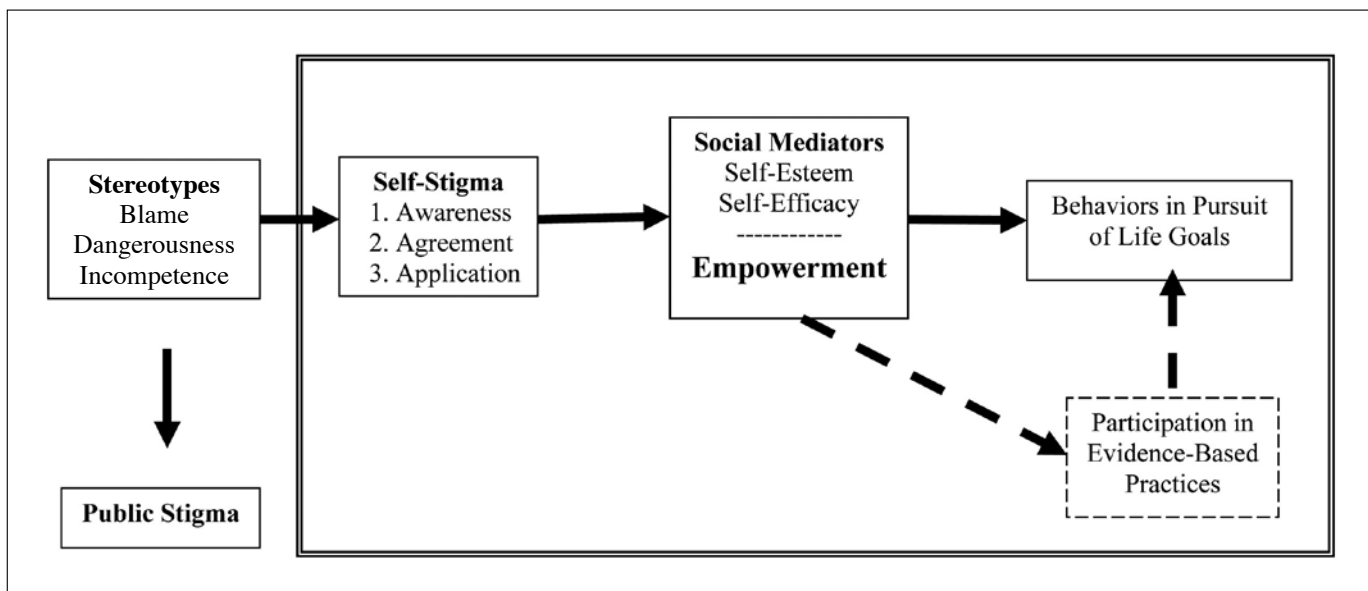 Stereotypes
Blame
Dangerousness
Incompetence
Public Stigma
Self-Stigma
1. Awareness
2. Agreement
3. Application
Social Mediators
Self-Esteem
Self-Efficacy
------------
Empowerment
Behaviors in Pursuit
of Life Goals
Participation in
Evidence-Based
Practices